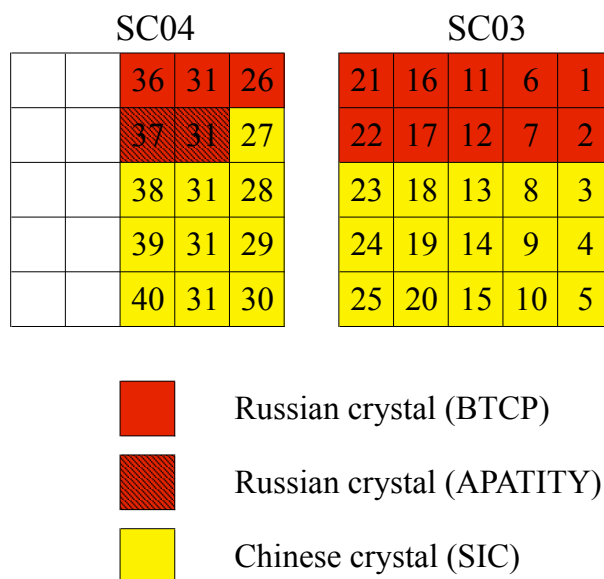 SC04 SC03
36 31 26 21 16 11 6 1
37 31 27 22 17 12 7 2
38 31 28 23 18 13 8 3
39 31 29 24 19 14 9 4
40 31 30 25 20 15 10 5
Russian crystal (BTCP)
Russian crystal (APATITY)
Chinese crystal (SIC)